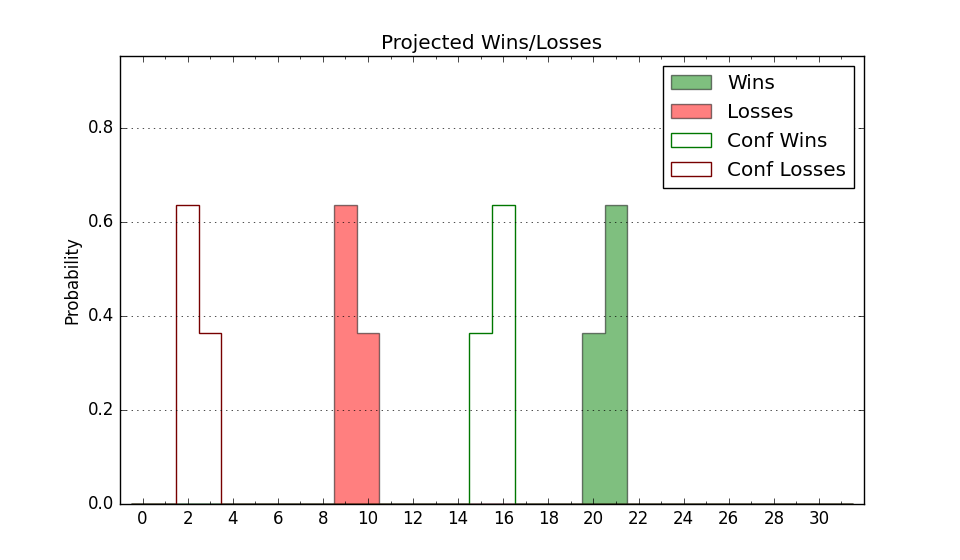 Projected Wins/Losses
Wins
Losses
Conf Wins
Conf Losses
Probability
0.8
0.6
0.4
0.2
0.0
0 2 4 6 8 10 12 14 16 18 20 22 24 26 28 30